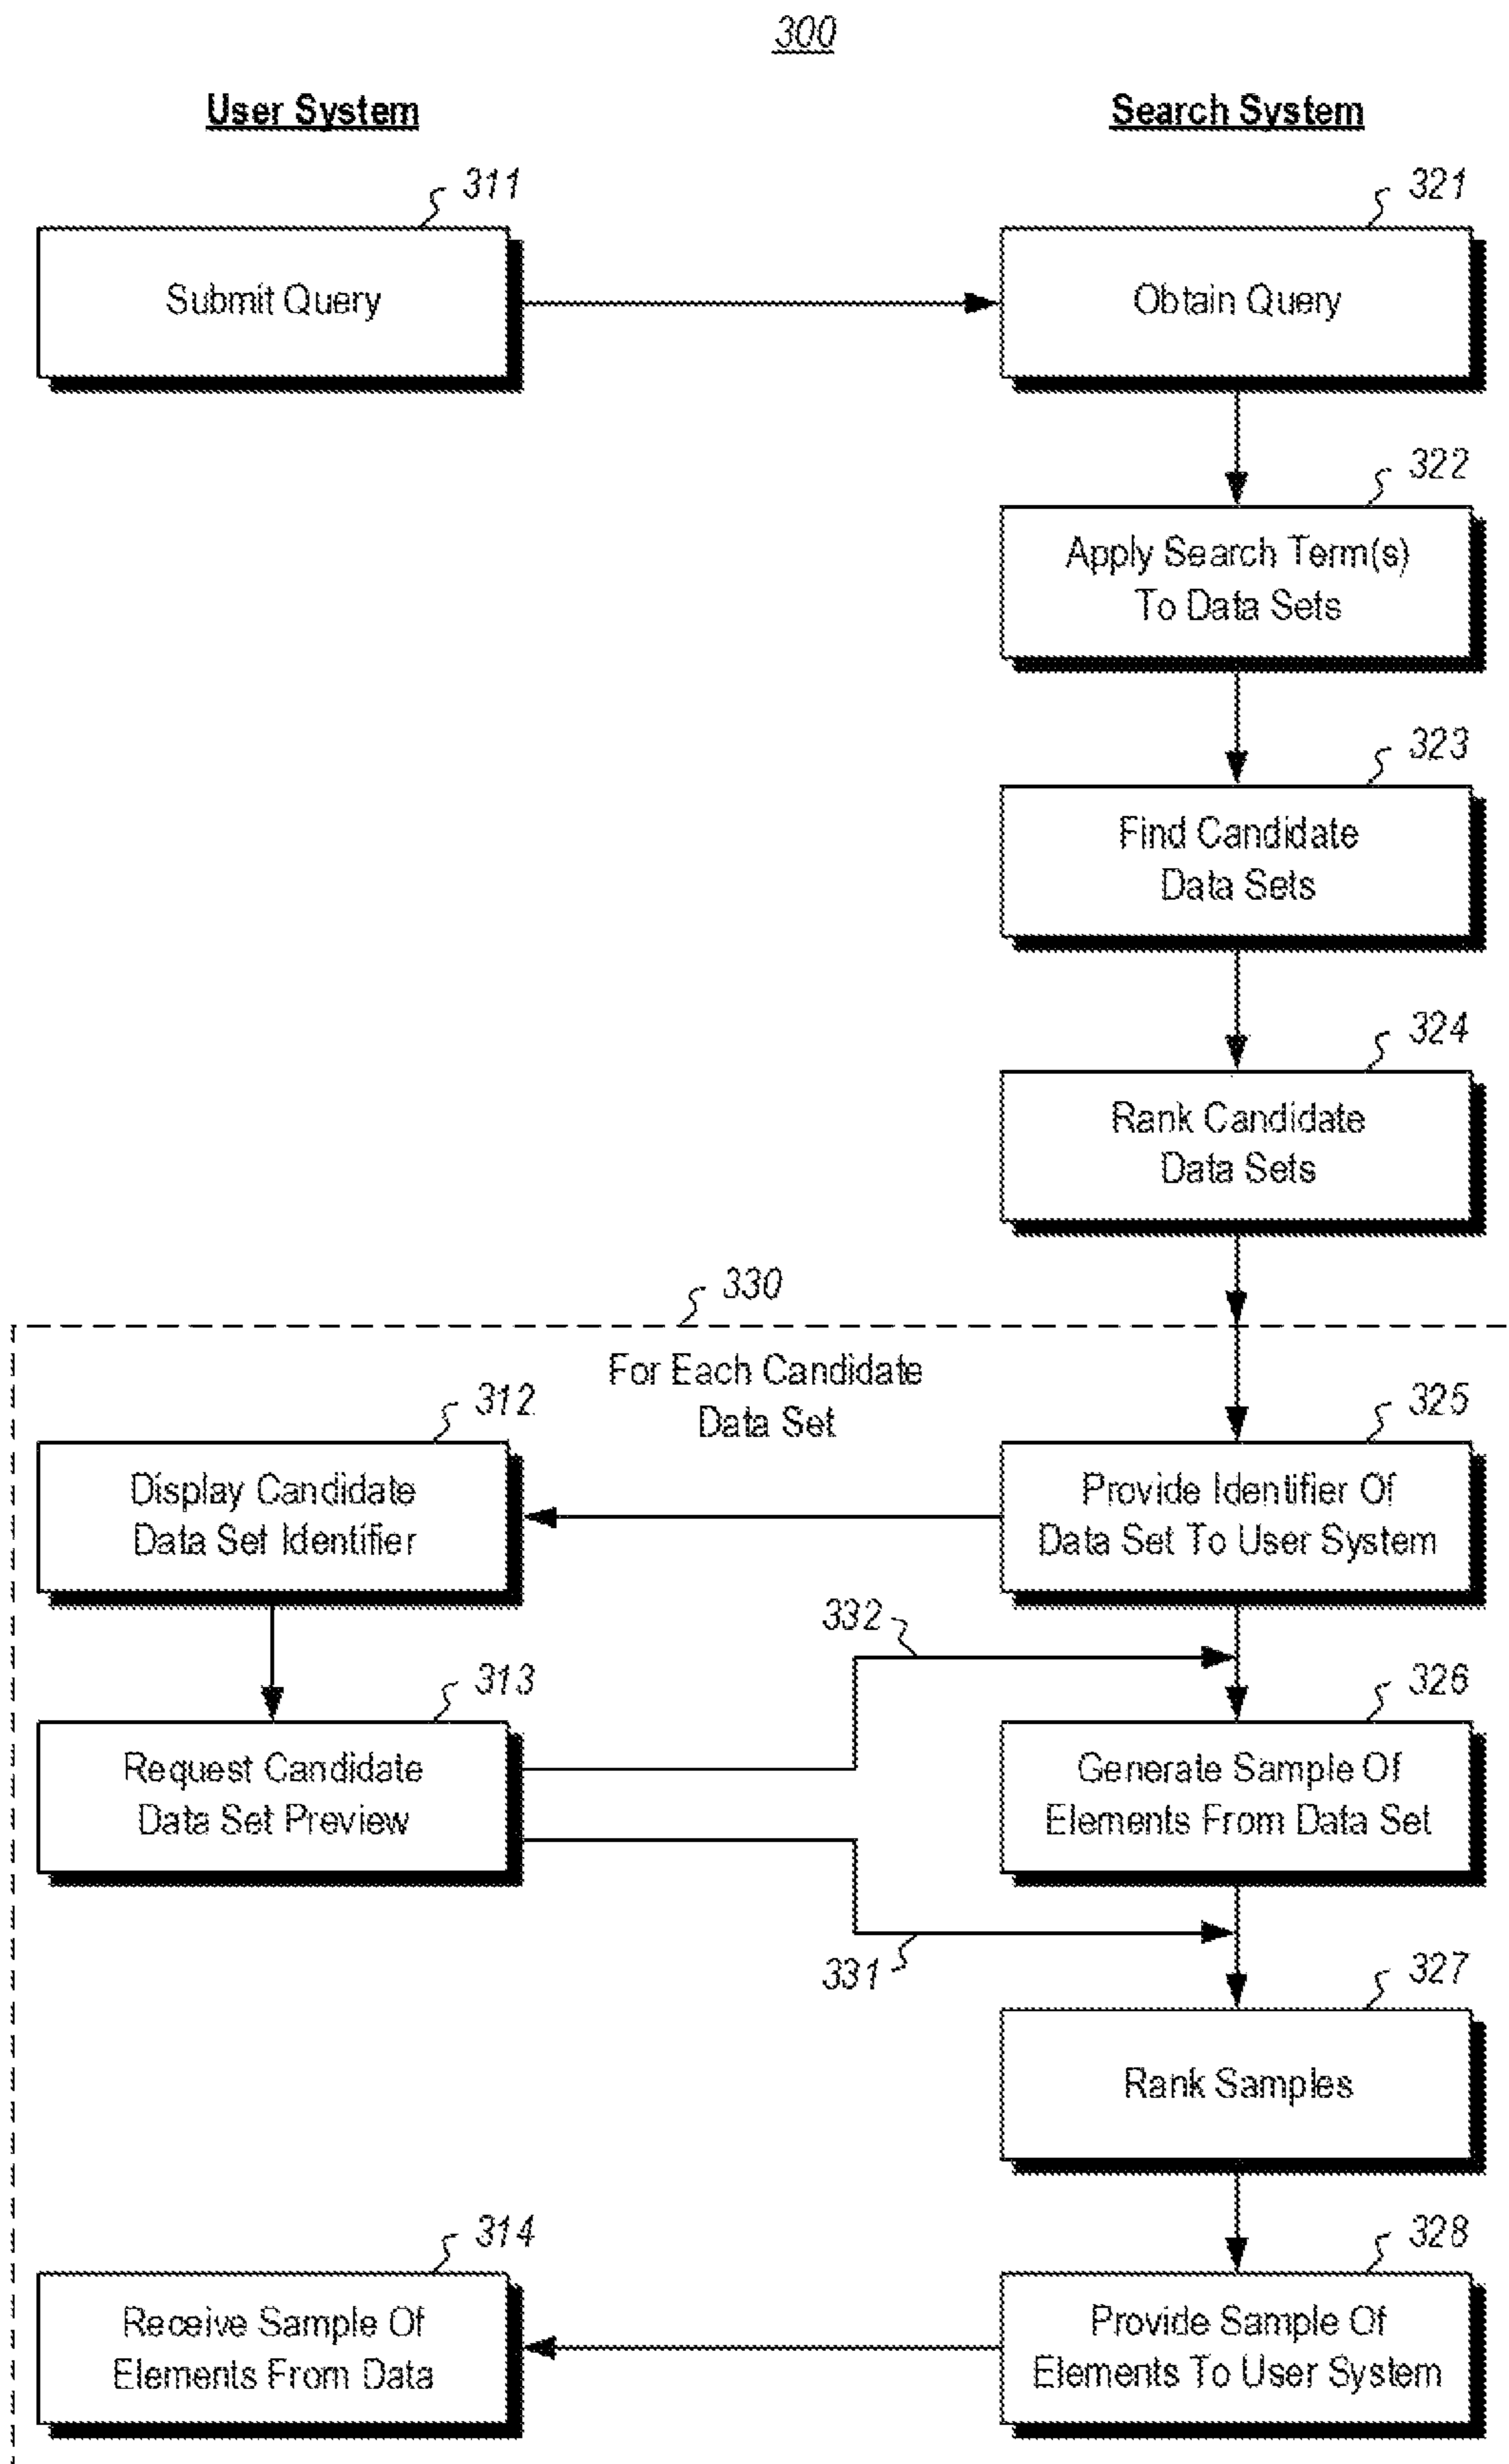 300
User System
Search System
311
321
Submit Query
Obtain Query
322
Apply Search Term(s)
To Data Sets
323
Find Candidate
Data Sets
324
Rank Candidate
Data Sets
330
For Each Candidate
Data Set
312
325
Display Candidate
Data Set Identifier
Provide Identifier Of
Data Set To User System
332
313
326
Request Candidate
Data Set Preview
Generate Sample Of
Elements From Data Set
331
327
Rank Samples
314
328
Receive Sample Of
Elements From Data
Provide Sample Of
Elements To User System